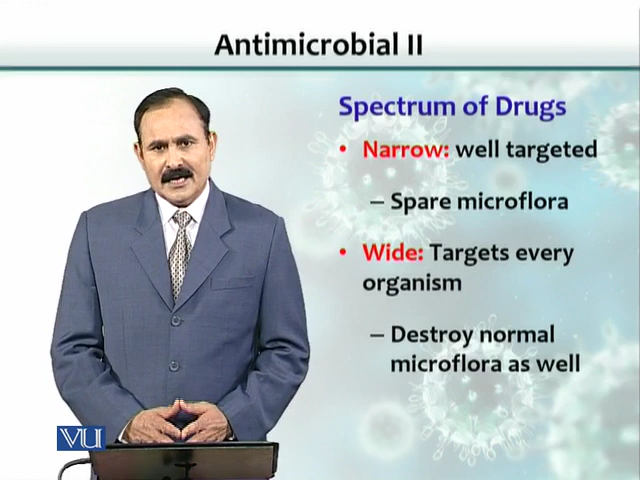 Antimicrobial II
Spectrum of Drugs
• Narrow: well targeted
– Spare microflora
• Wide: Targets every
organism
– Destroy normal
microflora as well
VU